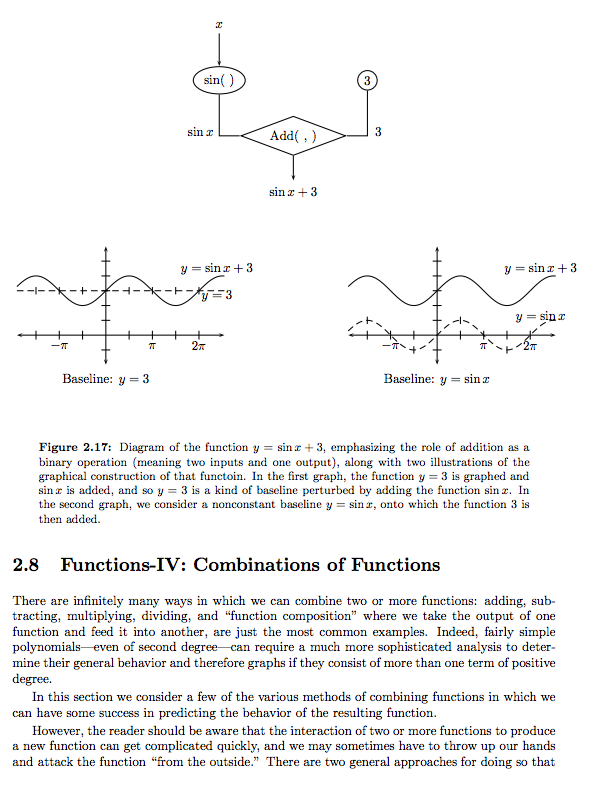 x
sin( )
3
sin x
Add( , )
3
sin x + 3
y = sin x + 3
y = 3
−π
π
2π
Baseline: y = 3
y = sin x + 3
y = sin x
−π
π
2π
Baseline: y = sin x
Figure 2.17: Diagram of the function y = sin x + 3, emphasizing the role of addition as a
binary operation (meaning two inputs and one output), along with two illustrations of the
graphical construction of that functoin. In the first graph, the function y = 3 is graphed and
sin x is added, and so y = 3 is a kind of baseline perturbed by adding the function sin x. In
the second graph, we consider a nonconstant baseline y = sin x, onto which the function 3 is
then added.
2.8 Functions-IV: Combinations of Functions
There are infinitely many ways in which we can combine two or more functions: adding, sub-
tracting, multiplying, dividing, and “function composition” where we take the output of one
function and feed it into another, are just the most common examples. Indeed, fairly simple
polynomials—even of second degree—can require a much more sophisticated analysis to deter-
mine their general behavior and therefore graphs if they consist of more than one term of positive
degree.
In this section we consider a few of the various methods of combining functions in which we
can have some success in predicting the behavior of the resulting function.
However, the reader should be aware that the interaction of two or more functions to produce
a new function can get complicated quickly, and we may sometimes have to throw up our hands
and attack the function “from the outside.” There are two general approaches for doing so that